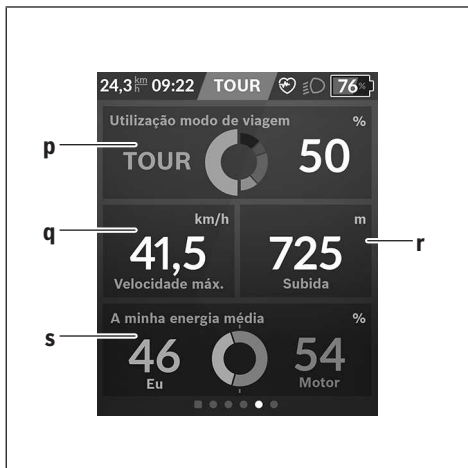 24,3 km/h 09:22 TOUR 76%
Utilização modo de viagem %
p
TOUR 50
q
km/h
41,5
Velocidade máx.
m
725
Subida
r
A minha energia média %
s
46
Eu
54
Motor